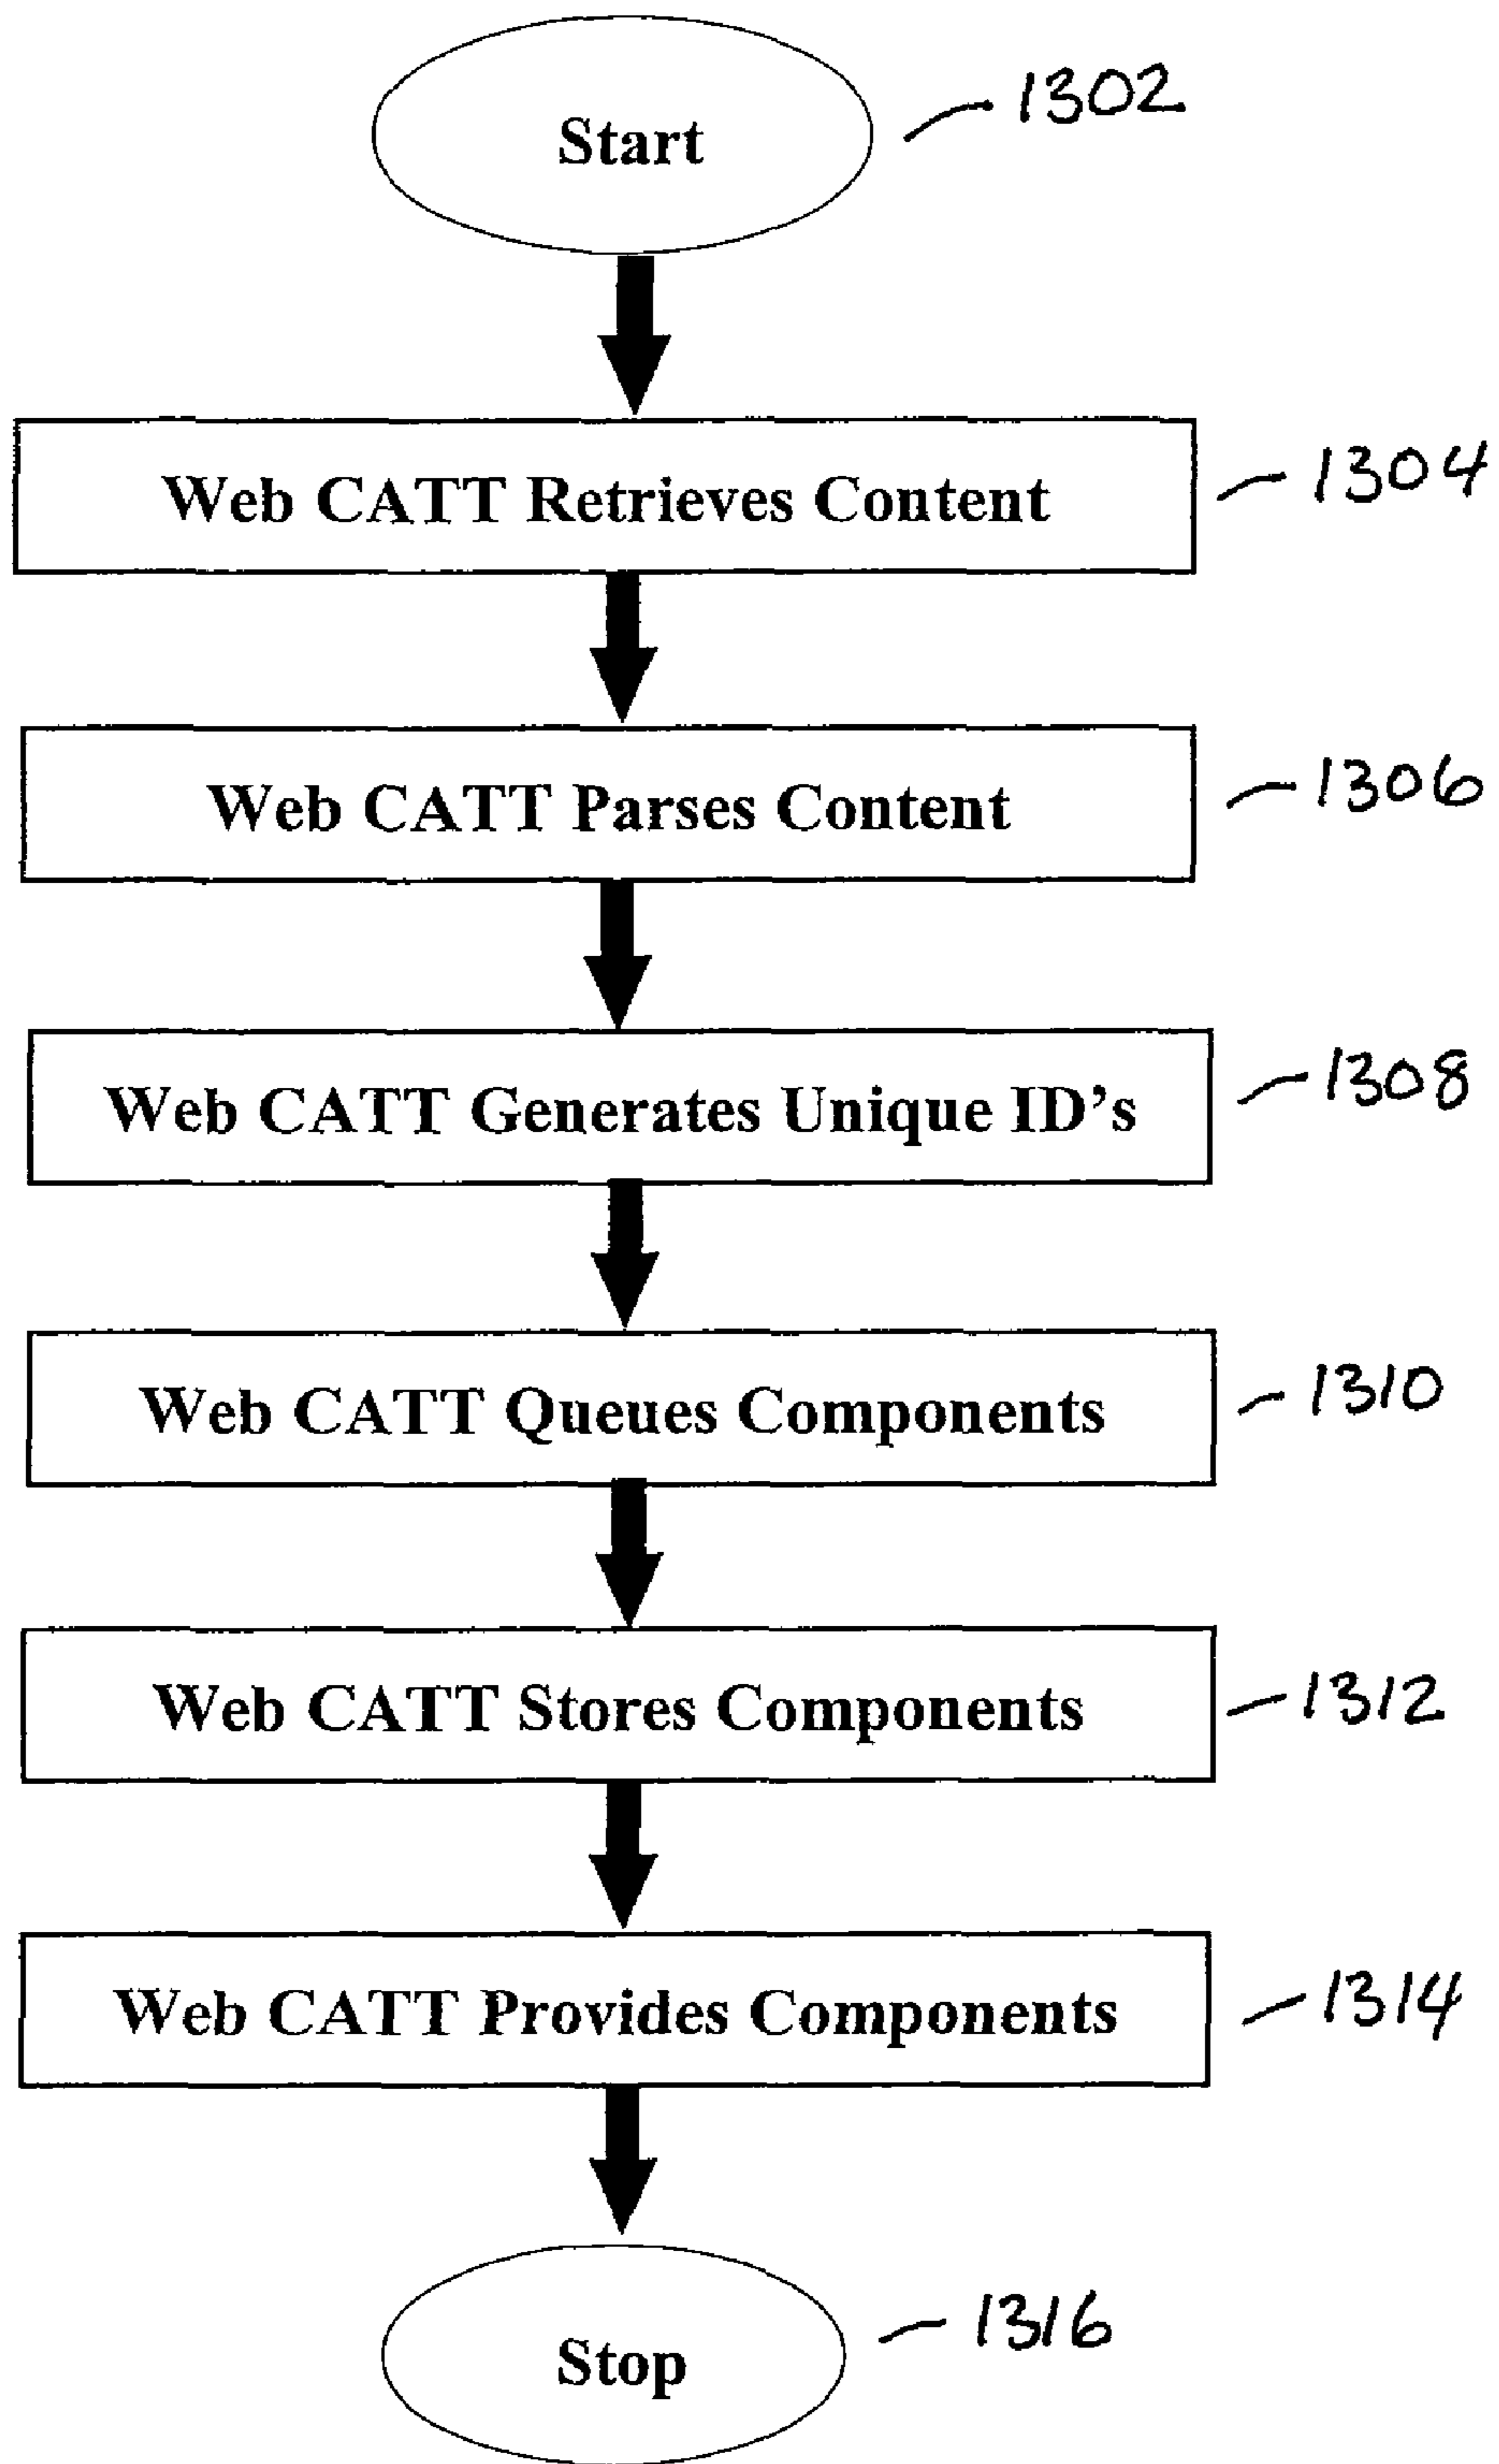 Start
1302
Web CATT Retrieves Content
1304
Web CATT Parses Content
1306
Web CATT Generates Unique ID’s
1308
Web CATT Queues Components
1310
Web CATT Stores Components
1312
Web CATT Provides Components
1314
Stop
1316